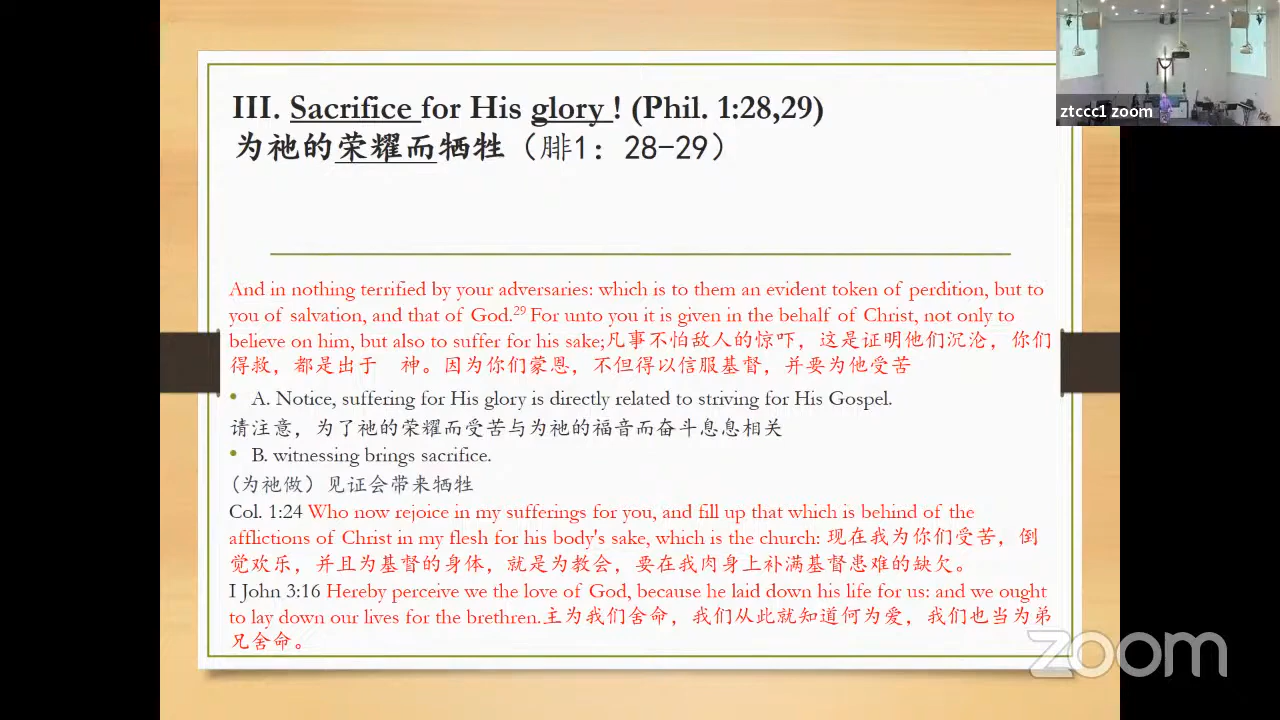 III. Sacrifice for His glory ! (Phil. 1:28,29)
为祂的荣耀而牺牲（腓1：28-29）
And in nothing terrified by your adversaries: which is to them an evident token of perdition, but to
you of salvation, and that of God.29 For unto you it is given in the behalf of Christ, not only to
believe on him, but also to suffer for his sake;凡事不怕敌人的惊吓，这是证明他们沉沦，你们
得救，都是出于　神。因为你们蒙恩，不但得以信服基督，并要为他受苦
• A. Notice, suffering for His glory is directly related to striving for His Gospel.
请注意，为了祂的荣耀而受苦与为祂的福音而奋斗息息相关
• B. witnessing brings sacrifice.
（为祂做）见证会带来牺牲
Col. 1:24 Who now rejoice in my sufferings for you, and fill up that which is behind of the
afflictions of Christ in my flesh for his body's sake, which is the church: 现在我为你们受苦，倒
觉欢乐，并且为基督的身体，就是为教会，要在我肉身上补满基督患难的缺欠。
I John 3:16 Hereby perceive we the love of God, because he laid down his life for us: and we ought
to lay down our lives for the brethren.主为我们舍命，我们从此就知道何为爱，我们也当为弟
兄舍命。
ztccc1 zoom
zoom